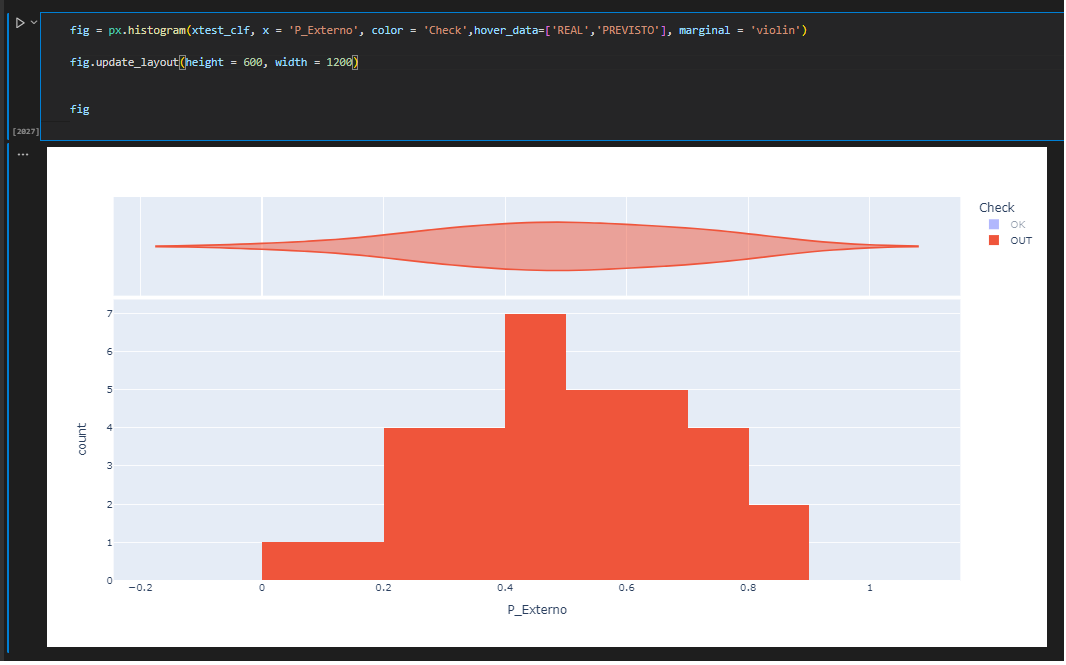 fig = px.histogram(xtest_clf, x = 'P_Externo', color = 'Check',hover_data=['REAL','PREVISTO'], marginal = 'violin')
fig.update_layout(height = 600, width = 1200)
fig
[2027]
...
Check
OK
OUT
7
6
5
4
3
2
1
0
count
−0.2
0
0.2
0.4
0.6
0.8
1
P_Externo